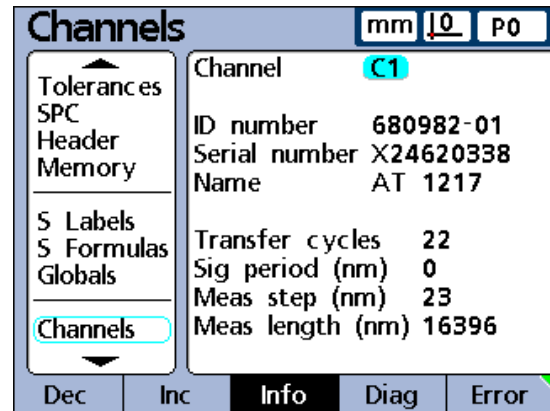 Channels mm 0 P0
Tolerances
SPC
Header
Memory
S Labels
S Formulas
Globals
Channels
Channel C1
ID number 680982-01
Serial number X24620338
Name AT 1217
Transfer cycles 22
Sig period (nm) 0
Meas step (nm) 23
Meas length (nm) 16396
Dec Inc Info Diag Error